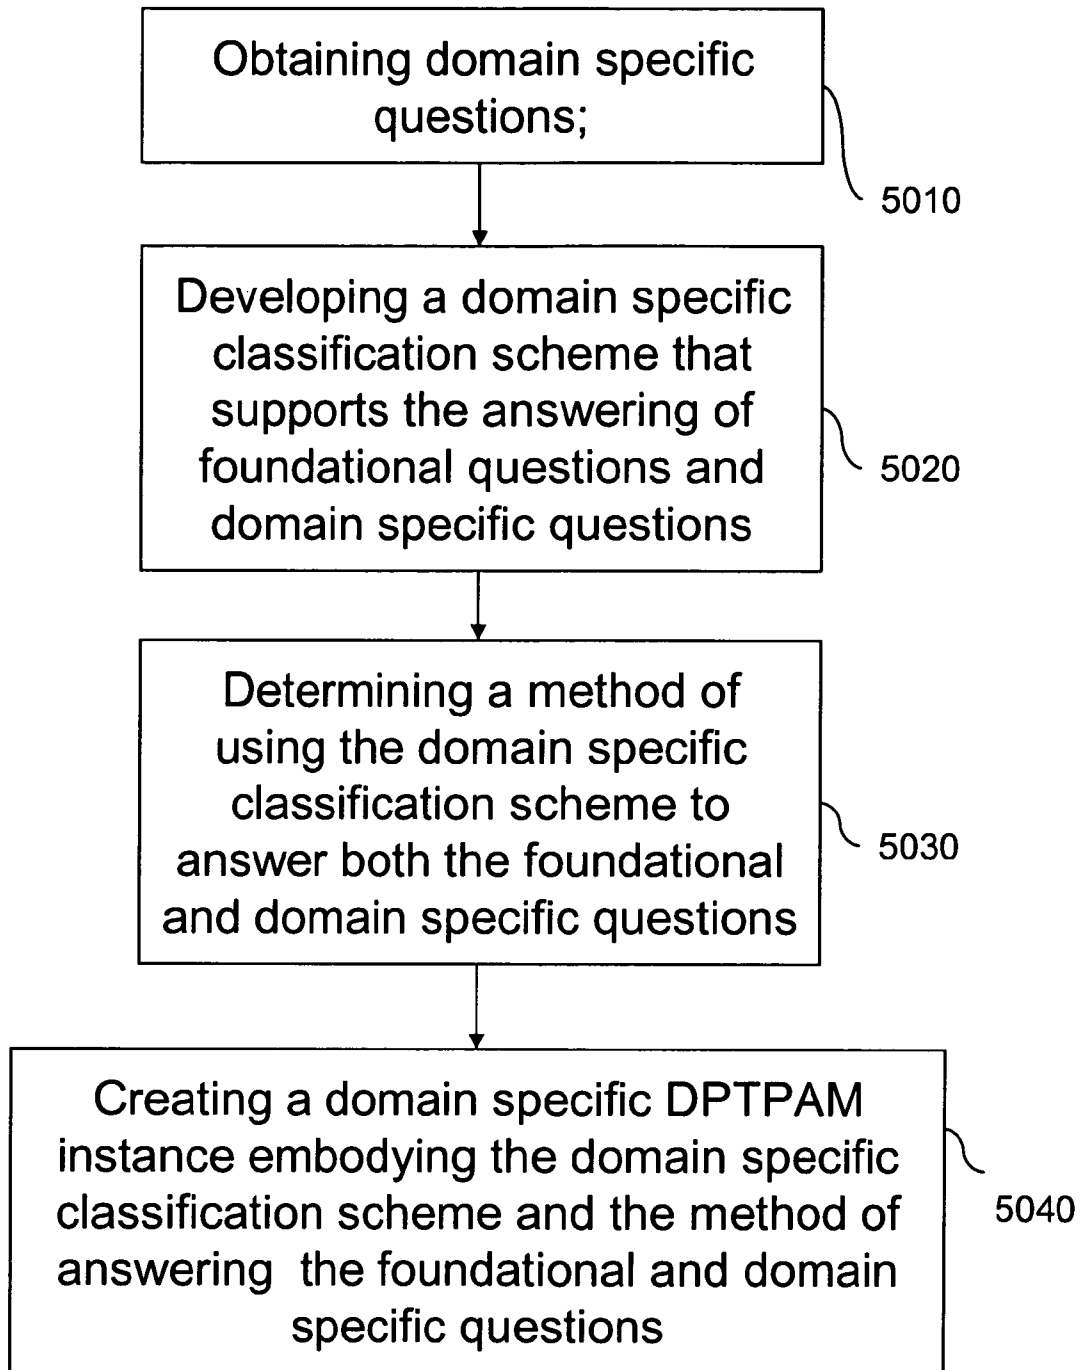 Obtaining domain specific
questions;
5010
Developing a domain specific
classification scheme that
supports the answering of
foundational questions and
domain specific questions
5020
Determining a method of
using the domain specific
classification scheme to
answer both the foundational
and domain specific questions
5030
Creating a domain specific DPTPAM
instance embodying the domain specific
classification scheme and the method of
answering the foundational and domain
specific questions
5040